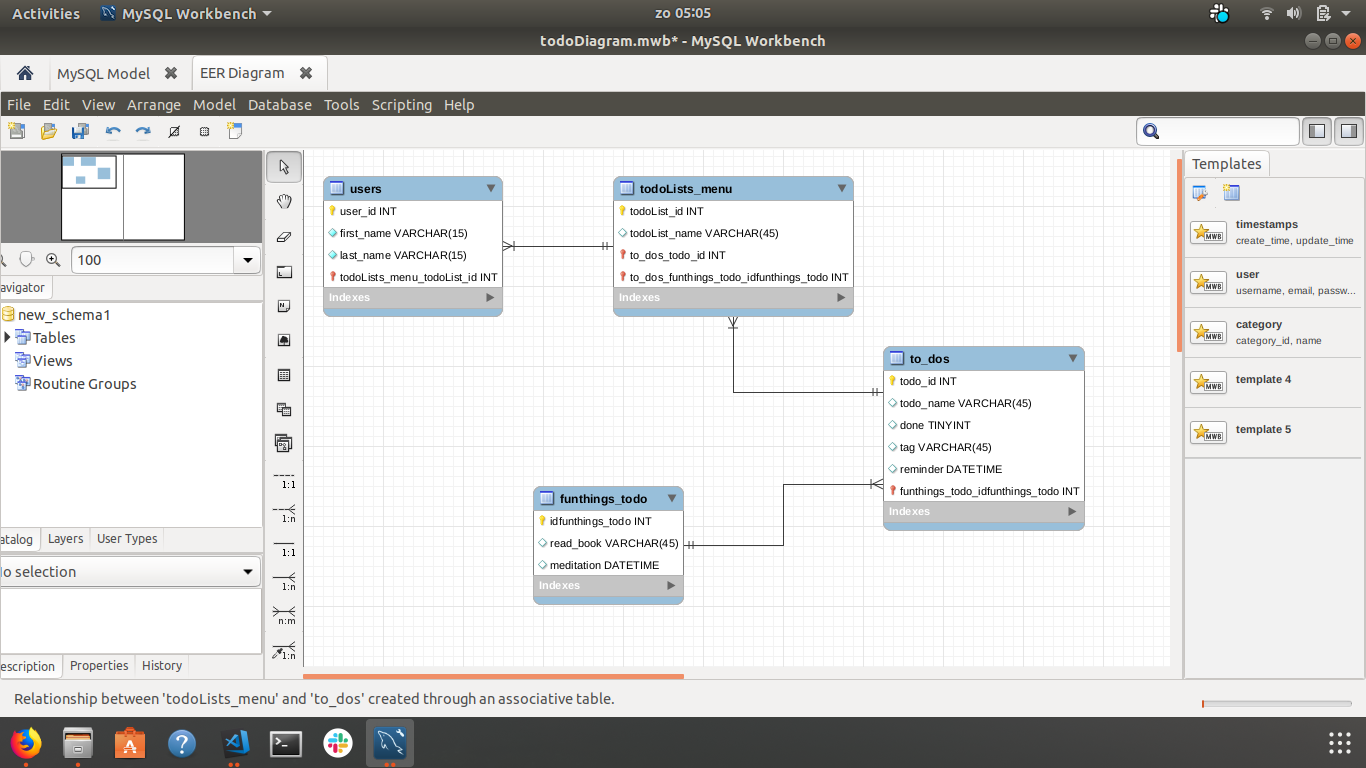 Activities
MySQL Workbench
zo 05:05
todoDiagram.mwb* - MySQL Workbench
MySQL Model
EER Diagram
File Edit View Arrange Model Database Tools Scripting Help
100
avigator
new_schema1
Tables
Views
Routine Groups
atalog Layers User Types
lo selection
escription Properties History
1:1
1:n
1:1
1:n
n:m
1:n
users
user_id INT
first_name VARCHAR(15)
last_name VARCHAR(15)
todoLists_menu_todoList_id INT
Indexes
todoLists_menu
todoList_id INT
todoList_name VARCHAR(45)
to_dos_todo_id INT
to_dos_funthings_todo_idfunthings_todo INT
Indexes
to_dos
todo_id INT
todo_name VARCHAR(45)
done TINYINT
tag VARCHAR(45)
reminder DATETIME
funthings_todo_idfunthings_todo INT
Indexes
funthings_todo
idfunthings_todo INT
read_book VARCHAR(45)
meditation DATETIME
Indexes
Templates
MWB
timestamps
create_time, update_time
MWB
user
username, email, passw...
MWB
category
category_id, name
MWB
template 4
MWB
template 5
Relationship between 'todoLists_menu' and 'to_dos' created through an associative table.